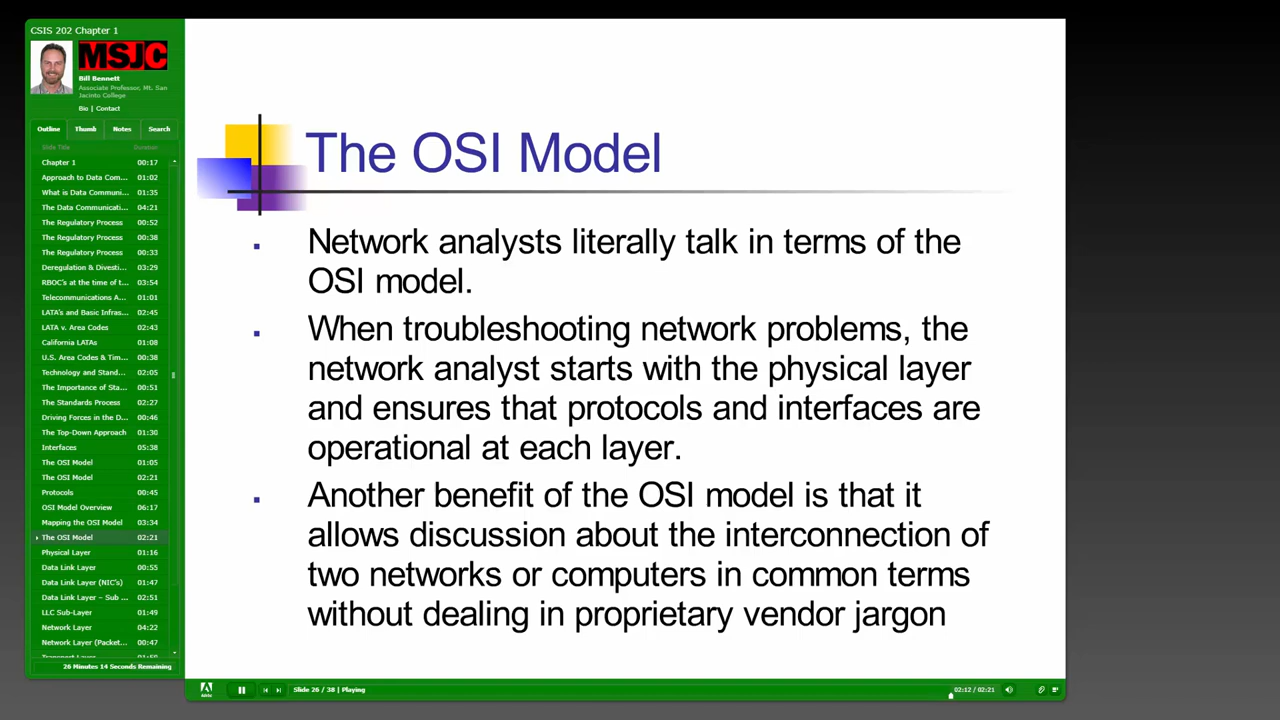 CSIS 202 Chapter 1
MSJC
Bill Bennett
Associate Professor, Mt. San
Jacinto College
Bio | Contact
Outline Thumb Notes Search
Slide Title Duration
Chapter 1 00:17
Approach to Data Com... 01:02
What is Data Communi... 01:35
The Data Communicati... 04:21
The Regulatory Process 00:52
The Regulatory Process 00:38
The Regulatory Process 00:33
Deregulation & Divesti... 03:29
RBOC's at the time of t... 03:54
Telecommunications A... 01:01
LATA's and Basic Infras... 02:45
LATA v. Area Codes 02:43
California LATAs 01:08
U.S. Area Codes & Tim... 00:38
Technology and Stand... 02:05
The Importance of Sta... 00:51
The Standards Process 02:27
Driving Forces in the D... 00:46
The Top-Down Approach 01:30
Interfaces 05:38
The OSI Model 01:05
The OSI Model 02:21
Protocols 00:45
OSI Model Overview 06:17
Mapping the OSI Model 03:34
The OSI Model 02:21
Physical Layer 01:16
Data Link Layer 00:55
Data Link Layer (NIC's) 01:47
Data Link Layer – Sub ... 02:51
LLC Sub-Layer 01:49
Network Layer 04:22
Network Layer (Packet... 00:47
26 Minutes 14 Seconds Remaining
The OSI Model
Network analysts literally talk in terms of the
OSI model.
When troubleshooting network problems, the
network analyst starts with the physical layer
and ensures that protocols and interfaces are
operational at each layer.
Another benefit of the OSI model is that it
allows discussion about the interconnection of
two networks or computers in common terms
without dealing in proprietary vendor jargon
Adobe
Slide 26 / 38 | Playing
02:12 / 02:21